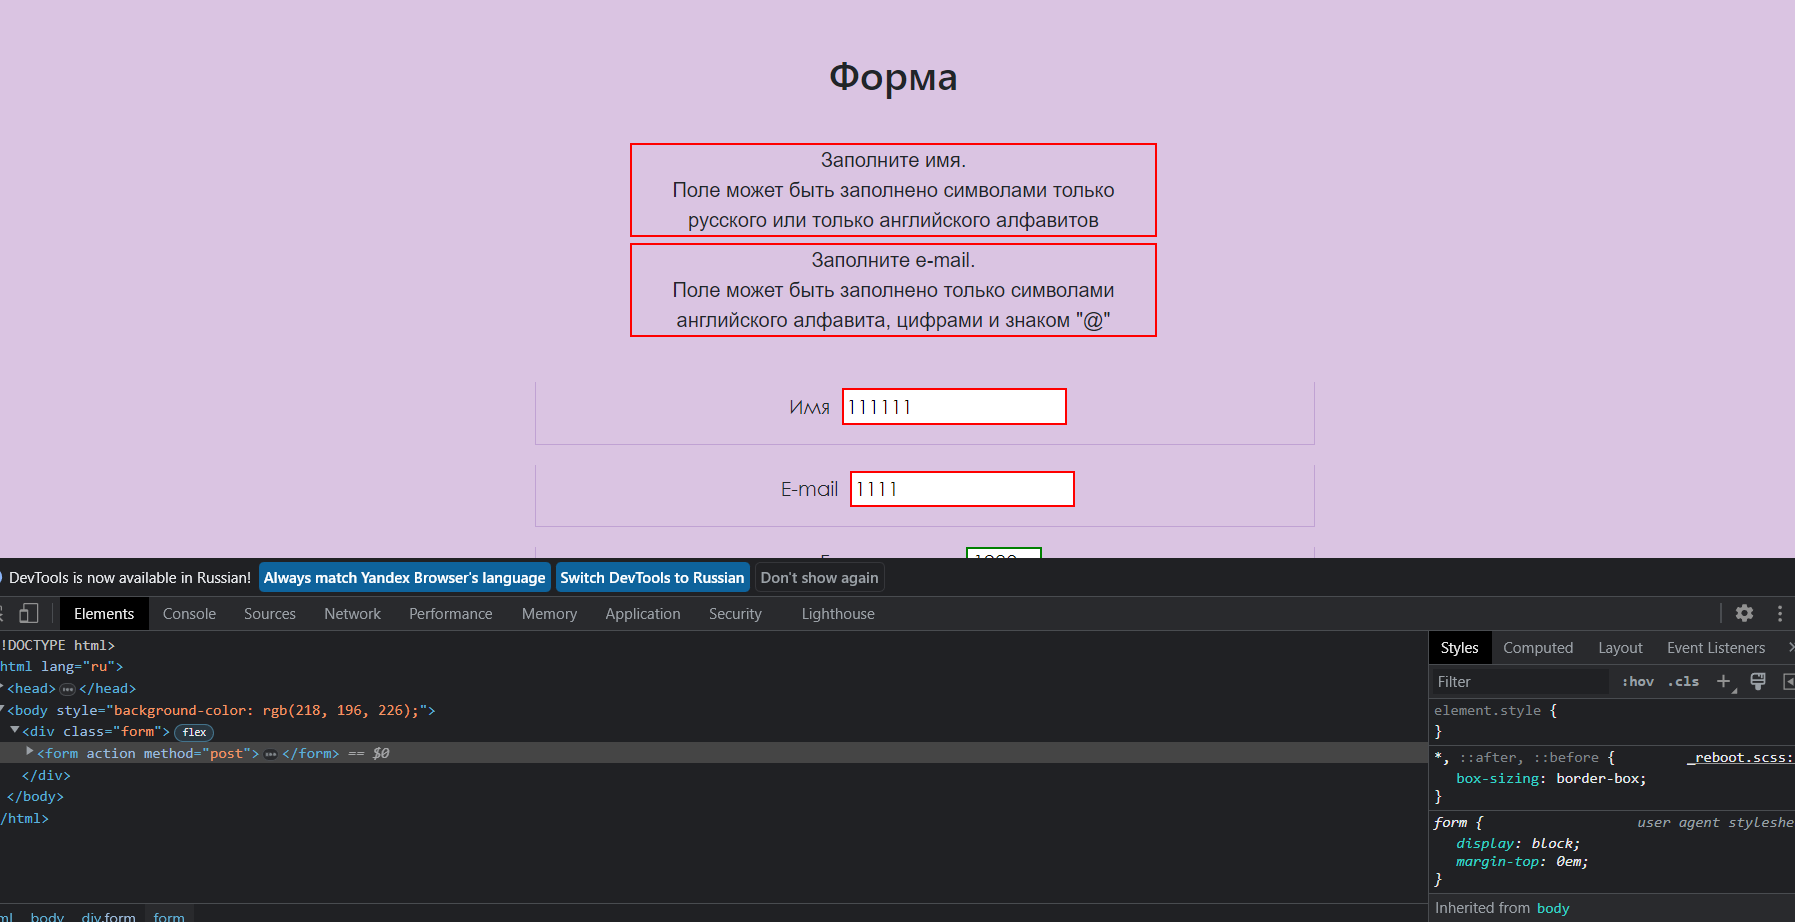 Форма
Заполните имя.
Поле может быть заполнено символами только
русского или только английского алфавитов
Заполните e-mail.
Поле может быть заполнено только символами
английского алфавита, цифрами и знаком "@"
Имя 111111
E-mail 1111
DevTools is now available in Russian! Always match Yandex Browser's language Switch DevTools to Russian Don't show again
Elements Console Sources Network Performance Memory Application Security Lighthouse
!DOCTYPE html>
html lang="ru">
<head> ••• </head>
<body style="background-color: rgb(218, 196, 226);">
<div class="form"> flex
<form action method="post"> ••• </form> == $0
</div>
</body>
/html>
Styles Computed Layout Event Listeners
Filter :hov .cls
element.style {
}
*, ::after, ::before { _reboot.scss:
box-sizing: border-box;
}
form { user agent styleshe
display: block;
margin-top: 0em;
}
Inherited from body
ml body div.form form